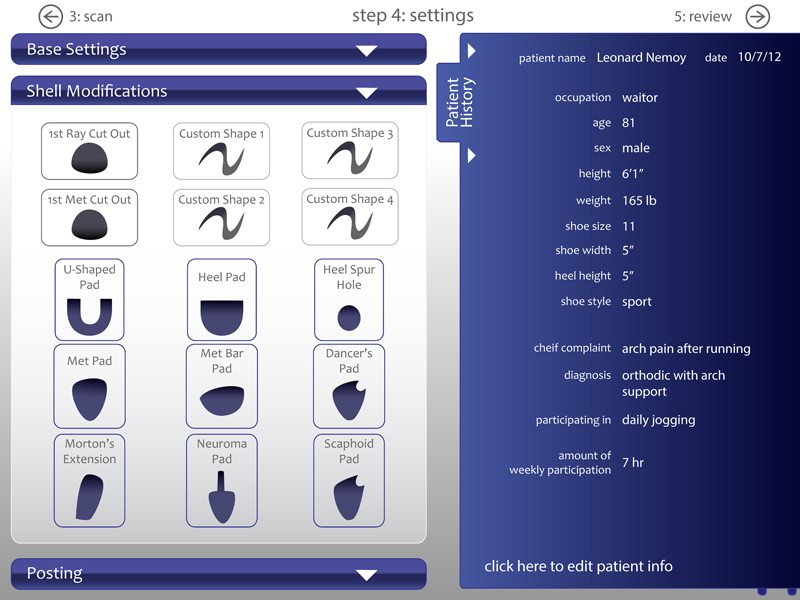 3: scan
step 4: settings
5: review
Base Settings
Shell Modifications
1st Ray Cut Out
Custom Shape 1
Custom Shape 3
1st Met Cut Out
Custom Shape 2
Custom Shape 4
U-Shaped
Pad
Heel Pad
Heel Spur
Hole
Met Pad
Met Bar
Pad
Dancer's
Pad
Morton's
Extension
Neuroma
Pad
Scaphoid
Pad
Posting
Patient
History
patient name Leonard Nemoy date 10/7/12
occupation waitor
age 81
sex male
height 6'1"
weight 165 lb
shoe size 11
shoe width 5"
heel height 5"
shoe style sport
cheif complaint arch pain after running
diagnosis orthodic with arch
support
participating in daily jogging
amount of
weekly participation 7 hr
click here to edit patient info